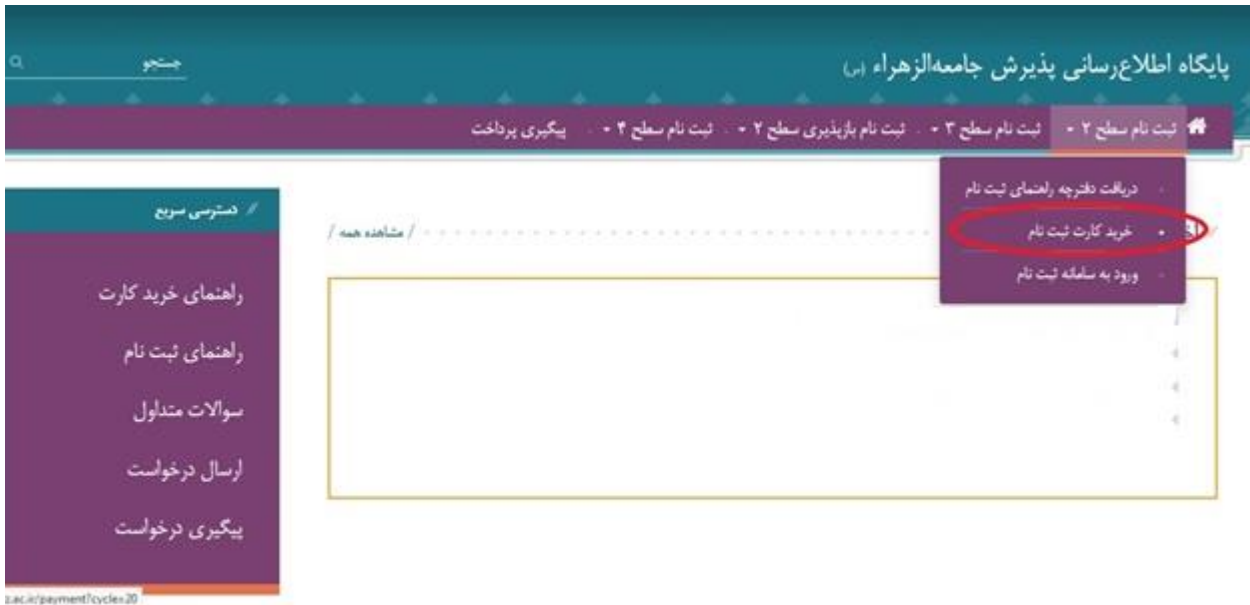 پایگاه اطلاع‌رسانی پذیرش جامعه‌الزهراء (س)
جستجو
ثبت نام سطح ۲ ثبت نام سطح ۳ ثبت نام بازپذیری سطح ۲ ثبت نام سطح ۴ پیگیری پرداخت
دریافت دفترچه راهنمای ثبت نام
خرید کارت ثبت نام
ورود به سامانه ثبت نام
/ مشاهده همه /
دسترسی سریع
راهنمای خرید کارت
راهنمای ثبت نام
سوالات متداول
ارسال درخواست
پیگیری درخواست
z.ac.ir/payment?cycle=20